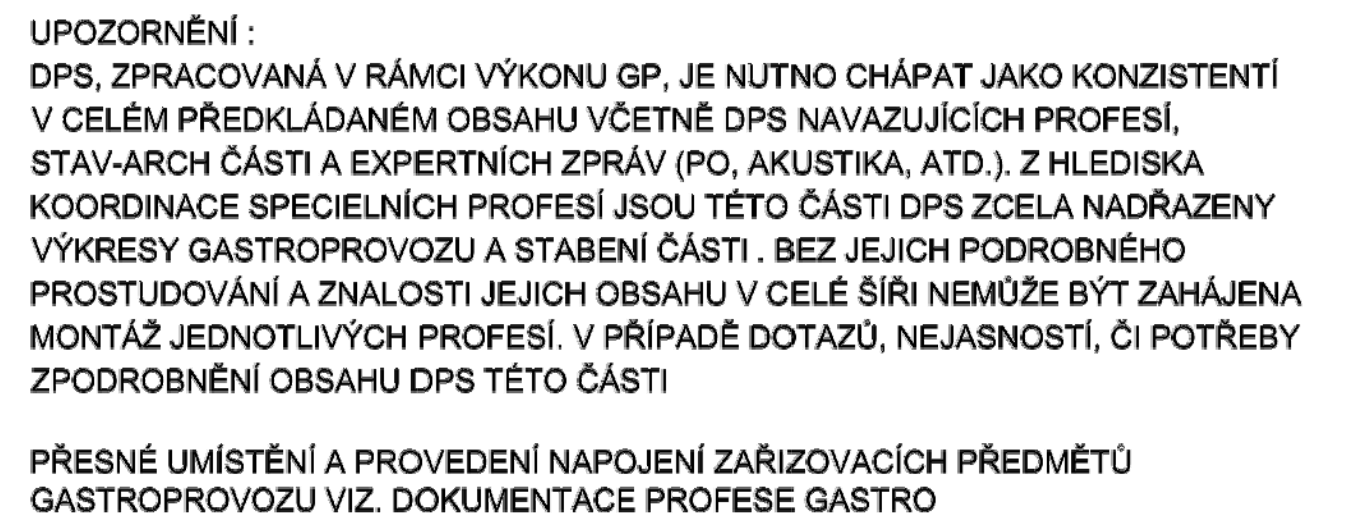 UPOZORNĚNÍ :
DPS, ZPRACOVANÁ V RÁMCI VÝKONU GP, JE NUTNO CHÁPAT JAKO KONZISTENTÍ
V CELÉM PŘEDKLÁDANÉM OBSAHU VČETNĚ DPS NAVAZUJÍCÍCH PROFESÍ,
STAV-ARCH ČÁSTI A EXPERTNÍCH ZPRÁV (PO, AKUSTIKA, ATD.). Z HLEDISKA
KOORDINACE SPECIELNÍCH PROFESÍ JSOU TÉTO ČÁSTI DPS ZCELA NADŘAZENY
VÝKRESY GASTROPROVOZU A STABENÍ ČÁSTI . BEZ JEJICH PODROBNÉHO
PROSTUDOVÁNÍ A ZNALOSTI JEJICH OBSAHU V CELÉ ŠÍŘI NEMŮŽE BÝT ZAHÁJENA
MONTÁŽ JEDNOTLIVÝCH PROFESÍ. V PŘÍPADĚ DOTAZŮ, NEJASNOSTÍ, ČI POTŘEBY
ZPODROBNĚNÍ OBSAHU DPS TÉTO ČÁSTI
PŘESNÉ UMÍSTĚNÍ A PROVEDENÍ NAPOJENÍ ZAŘIZOVACÍCH PŘEDMĚTŮ
GASTROPROVOZU VIZ. DOKUMENTACE PROFESE GASTRO